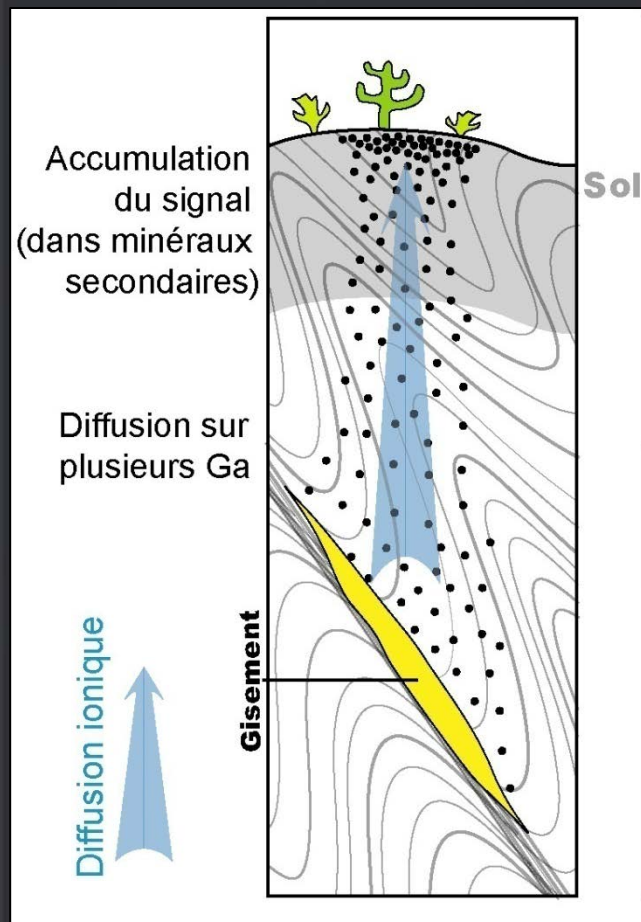 Accumulation
du signal
(dans minéraux
secondaires)
Sol
Diffusion sur
plusieurs Ga
Gisement
Diffusion ionique